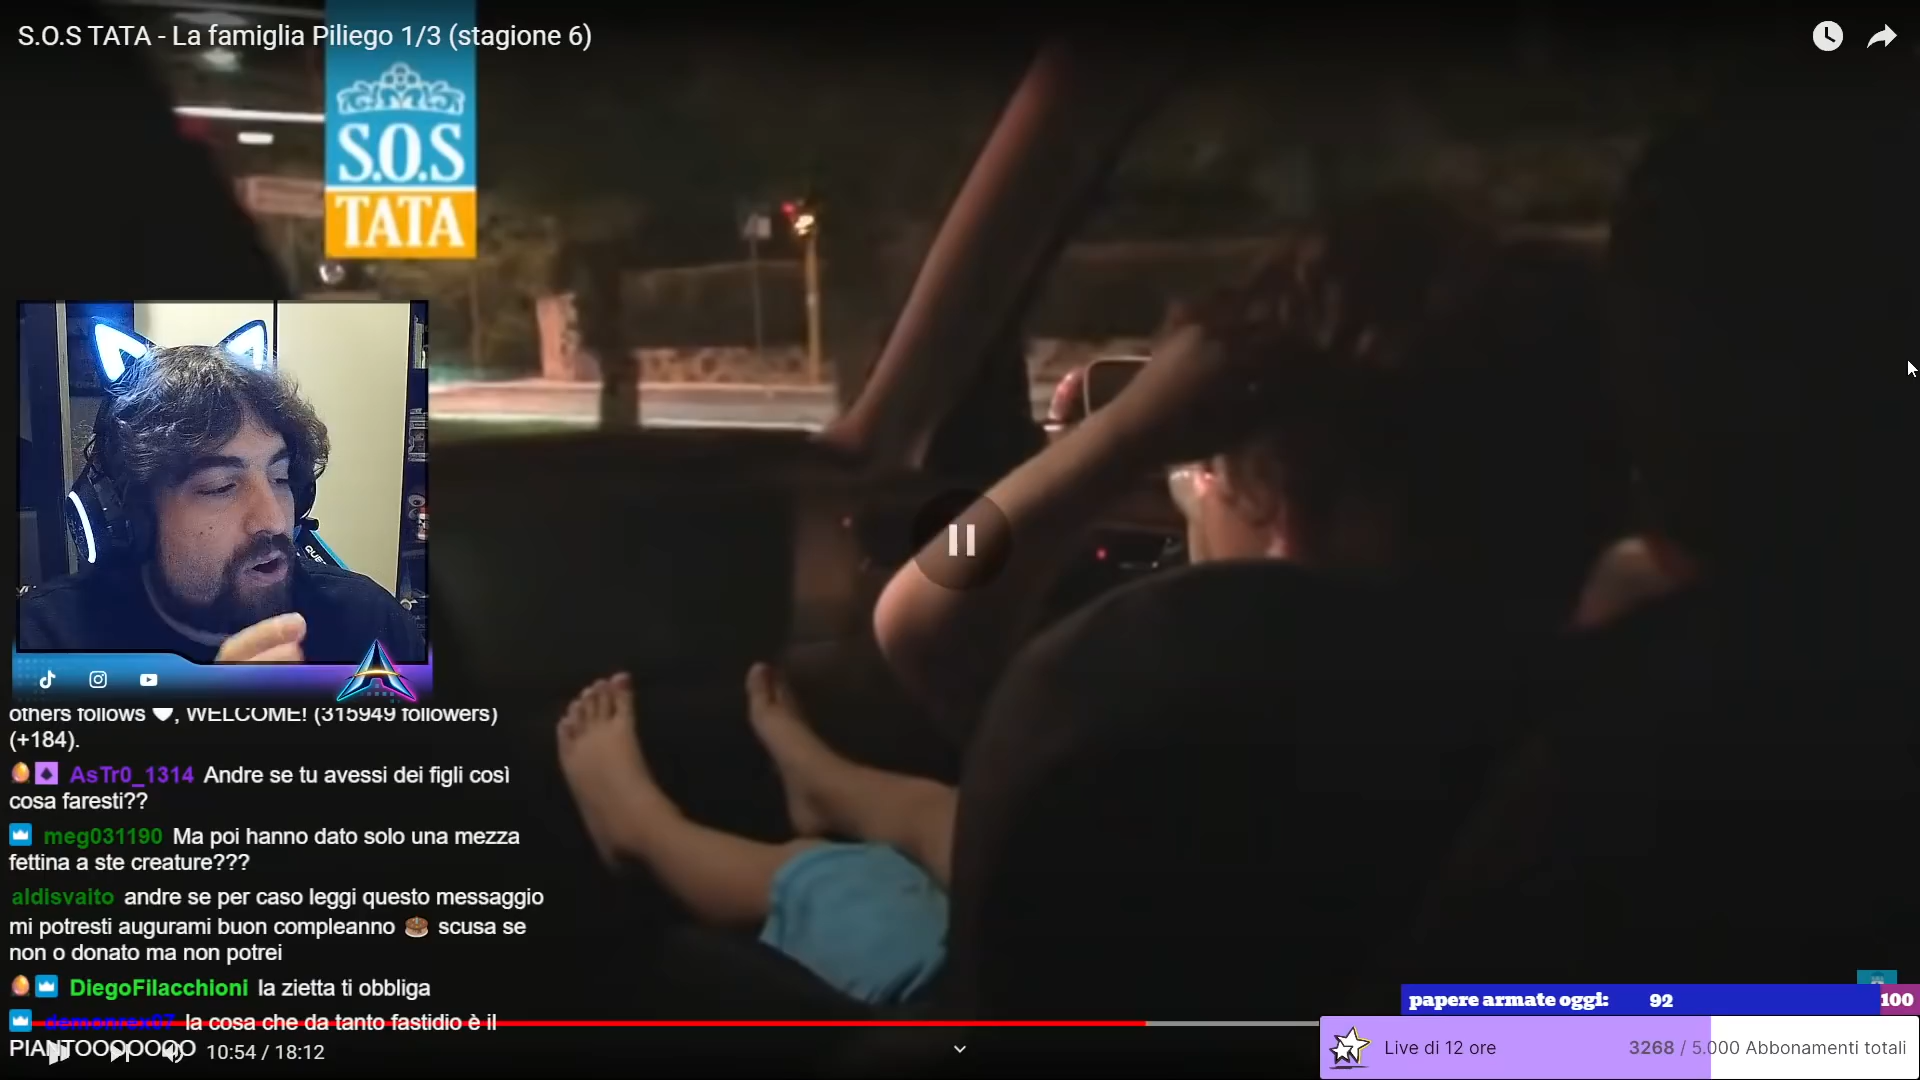 S.O.S TATA - La famiglia Piliego 1/3 (stagione 6)
S.O.S
TATA
others follows 🤍, WELCOME! (315949 followers)
(+184).
AsTr0_1314 Andre se tu avessi dei figli così
cosa faresti??
meg031190 Ma poi hanno dato solo una mezza
fettina a ste creature???
aldisvaito andre se per caso leggi questo messaggio
mi potresti augurami buon compleanno 🎂 scusa se
non o donato ma non potrei
DiegoFilacchioni la zietta ti obbliga
demonrex07 la cosa che da tanto fastidio è il
PIANTOOOOOOO
10:54 / 18:12
papere armate oggi: 92 100
Live di 12 ore 3268 / 5.000 Abbonamenti totali